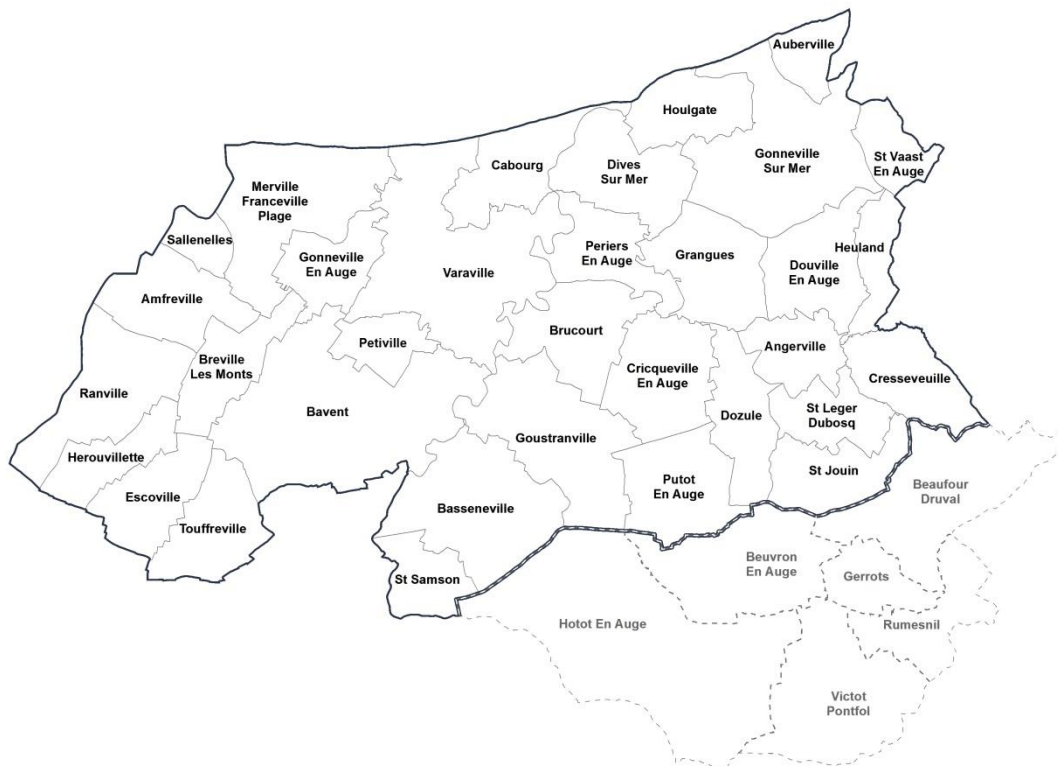 Auberville
Houlgate
Cabourg
Dives
Sur Mer
Gonneville
Sur Mer
St Vaast
En Auge
Merville
Franceville
Plage
Sallenelles
Gonneville
En Auge
Varaville
Periers
En Auge
Grangues
Heuland
Douville
En Auge
Amfreville
Petiville
Brucourt
Angerville
Breville
Les Monts
Cricqueville
En Auge
Cresseveuille
Ranville
Bavent
Dozule
St Leger
Dubosq
Goustranville
Herouvillette
Putot
En Auge
St Jouin
Escoville
Beaufour
Druval
Basseneville
Touffreville
Beuvron
En Auge
St Samson
Gerrots
Hotot En Auge
Rumesnil
Victot
Pontfol